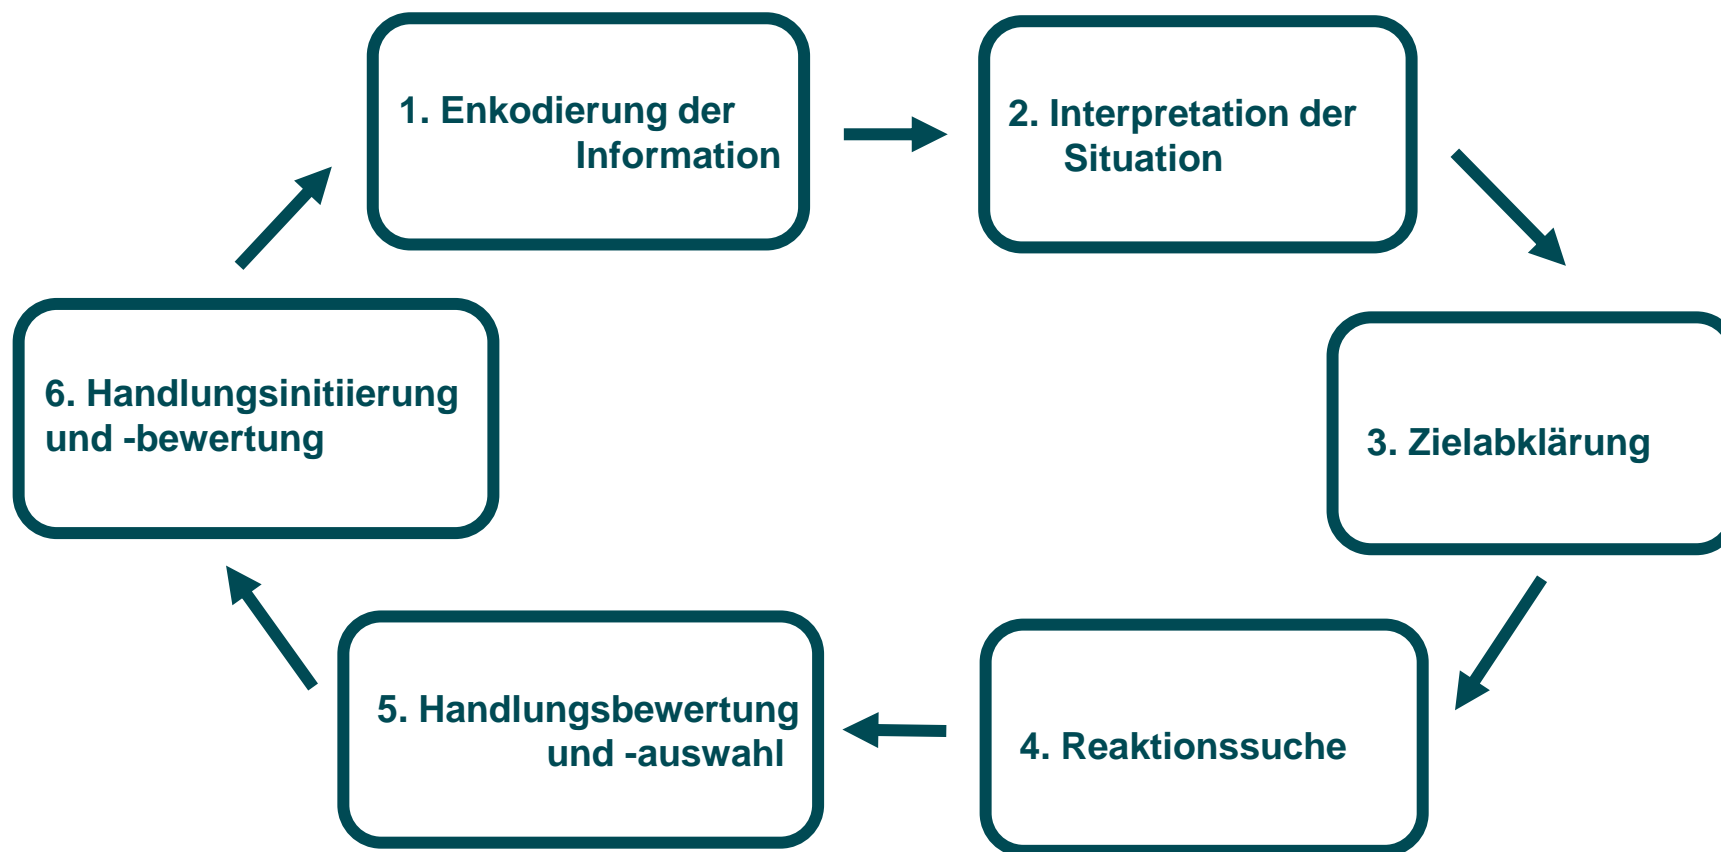 1. Enkodierung der
Information
2. Interpretation der
Situation
3. Zielabklärung
4. Reaktionssuche
5. Handlungsbewertung
und -auswahl
6. Handlungsinitiierung
und -bewertung